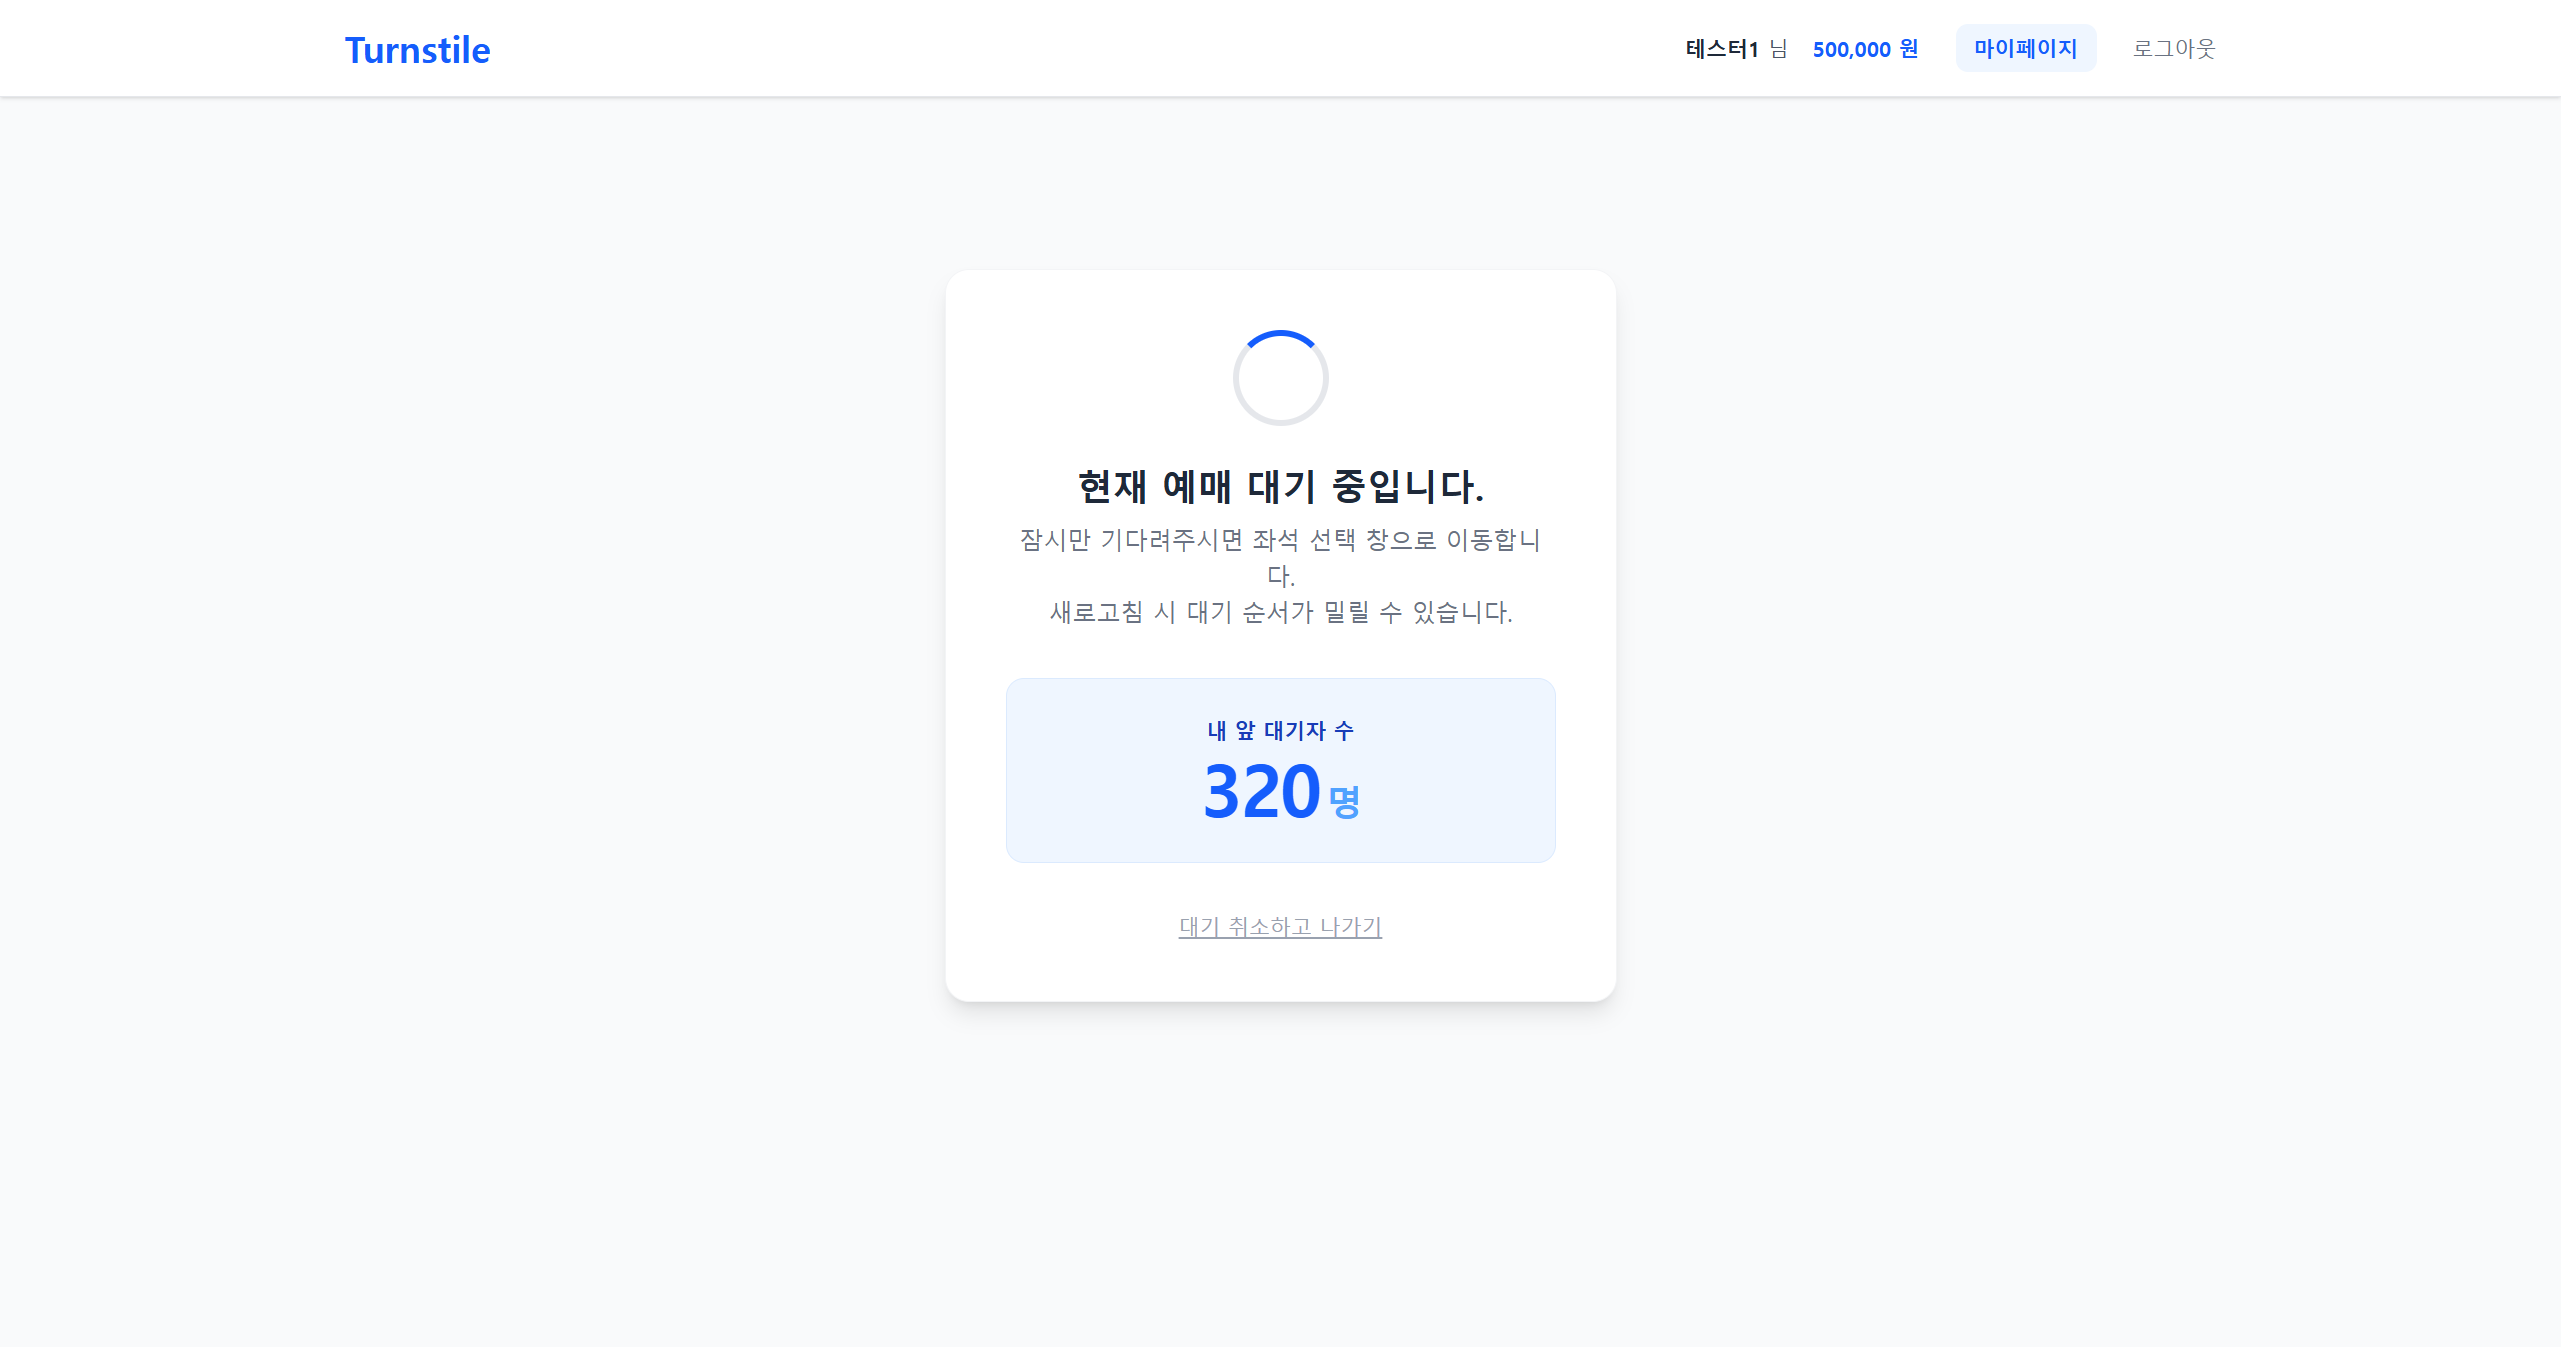 Turnstile
테스터1 님 500,000 원 마이페이지 로그아웃
현재 예매 대기 중입니다.
잠시만 기다려주시면 좌석 선택 창으로 이동합니
다.
새로고침 시 대기 순서가 밀릴 수 있습니다.
내 앞 대기자 수
320 명
대기 취소하고 나가기